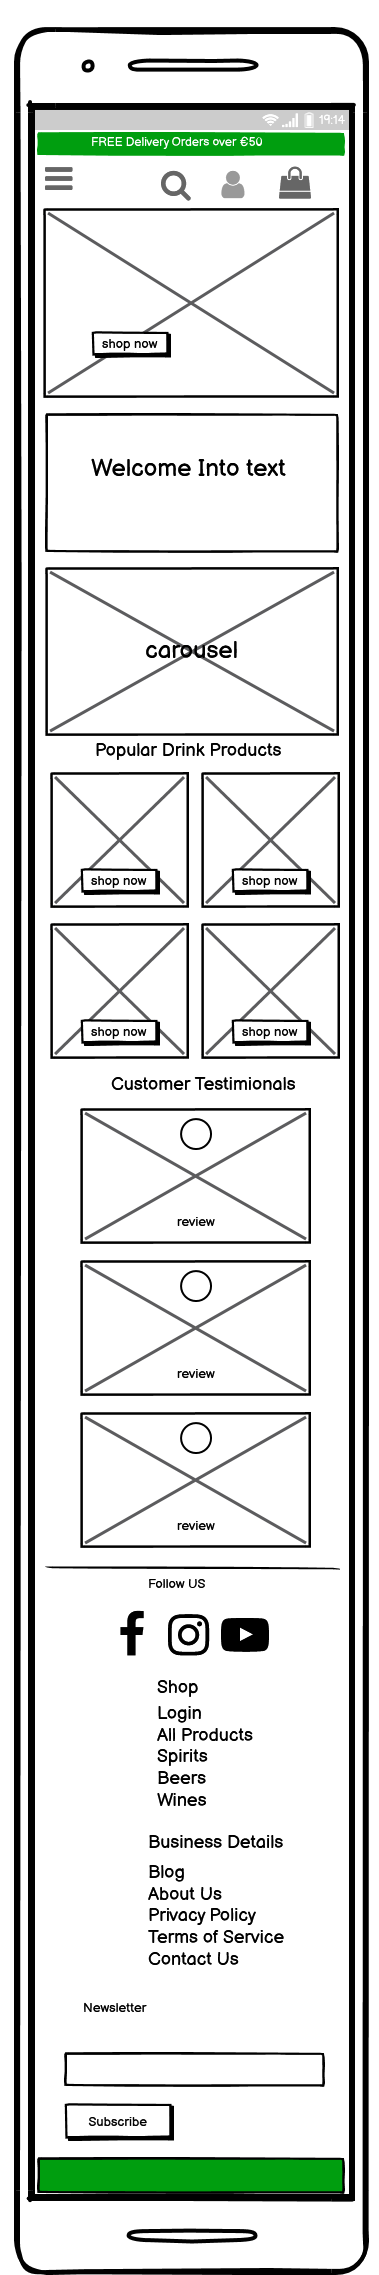 19:14
FREE Delivery Orders over €50
shop now
Welcome Into text
carousel
Popular Drink Products
shop now
shop now
shop now
shop now
Customer Testimionals
review
review
review
Follow US
Shop
Login
All Products
Spirits
Beers
Wines
Business Details
Blog
About Us
Privacy Policy
Terms of Service
Contact Us
Newsletter
Subscribe